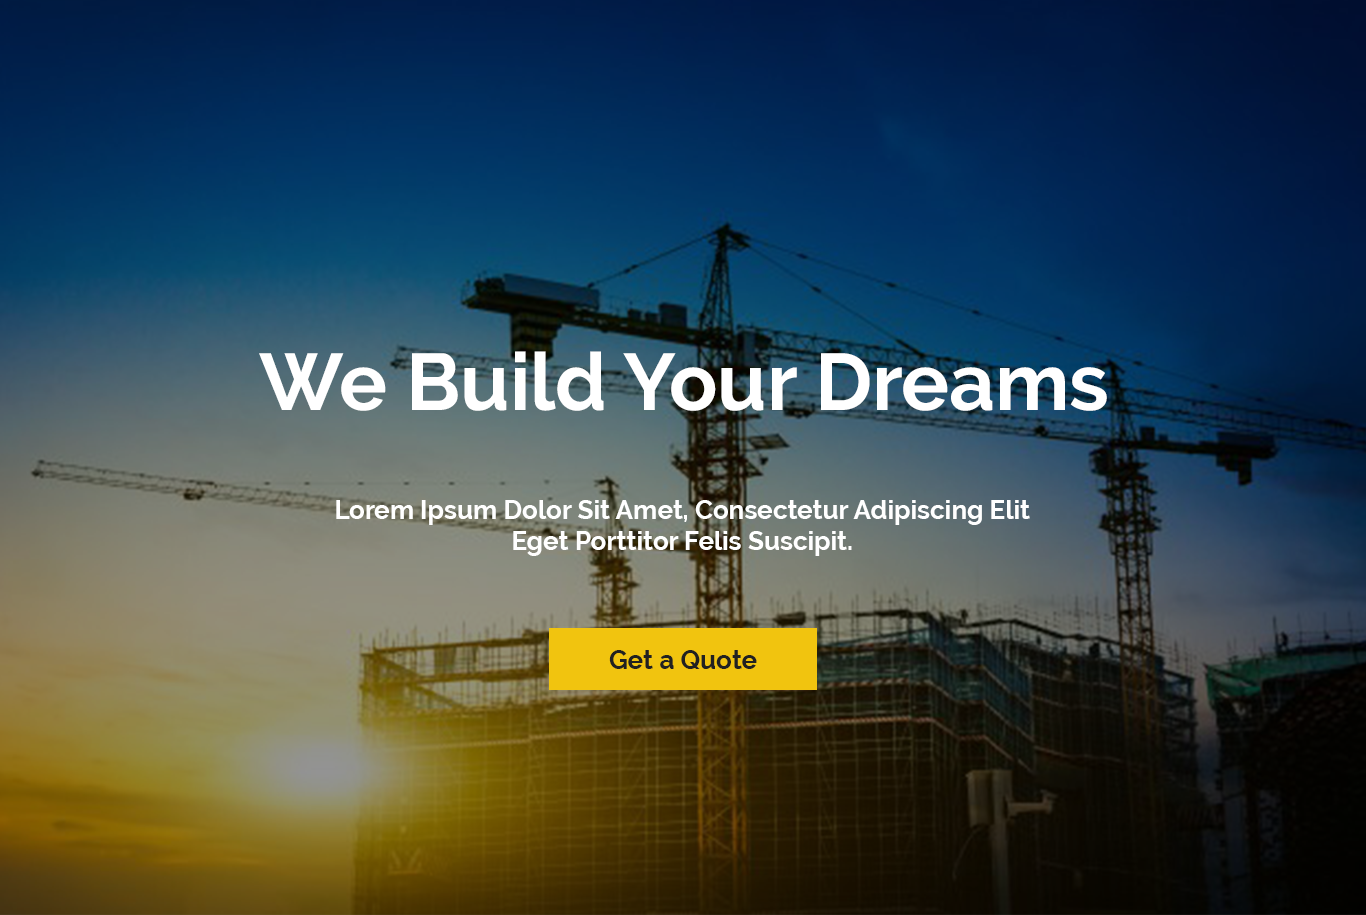 We Build Your Dreams
Lorem Ipsum Dolor Sit Amet, Consectetur Adipiscing Elit
Eget Porttitor Felis Suscipit.
Get a Quote